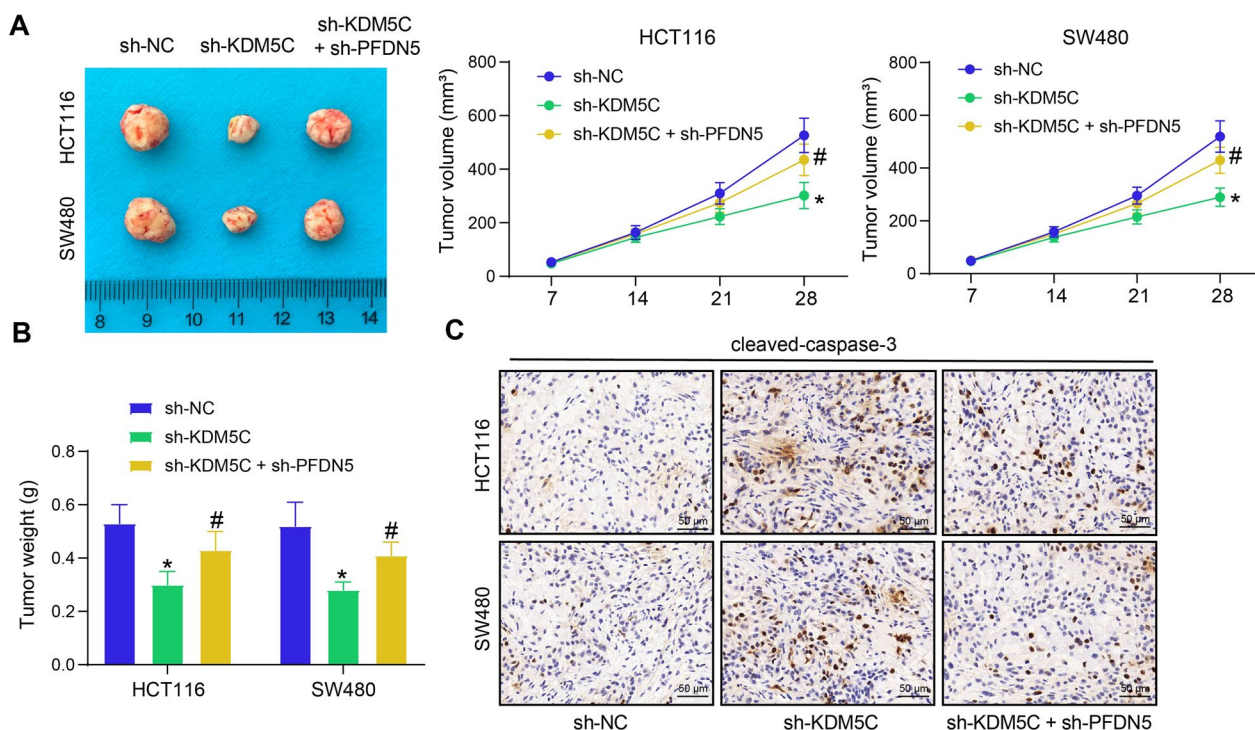 A
sh-NC
sh-KDM5C
sh-KDM5C
+ sh-PFDN5
HCT116
SW480
8 9 10 11 12 13 14
HCT116
Tumor volume (mm³)
800
600
400
200
0
sh-NC
sh-KDM5C
sh-KDM5C + sh-PFDN5
#
*
7 14 21 28
SW480
Tumor volume (mm³)
800
600
400
200
0
sh-NC
sh-KDM5C
sh-KDM5C + sh-PFDN5
#
*
7 14 21 28
B
sh-NC
sh-KDM5C
sh-KDM5C + sh-PFDN5
Tumor weight (g)
0.8
0.6
0.4
0.2
0.0
* # * #
HCT116 SW480
C
cleaved-caspase-3
HCT116
50 μm 50 μm 50 μm
SW480
50 μm 50 μm 50 μm
sh-NC sh-KDM5C sh-KDM5C + sh-PFDN5